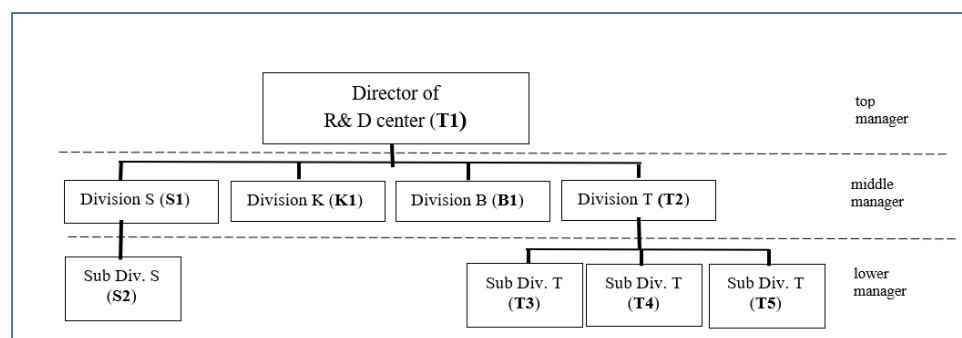 Director of
R& D center (T1)
top
manager
Division S (S1)
Division K (K1)
Division B (B1)
Division T (T2)
middle
manager
Sub Div. S
(S2)
Sub Div. T
(T3)
Sub Div. T
(T4)
Sub Div. T
(T5)
lower
manager